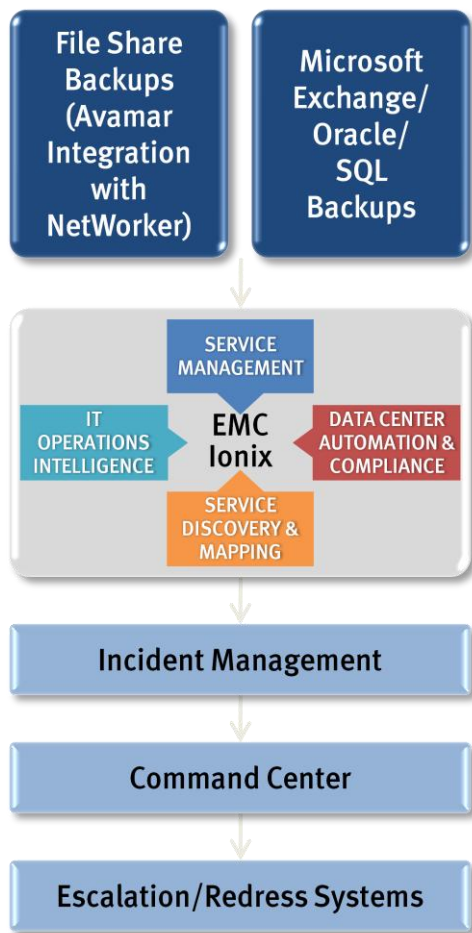 File Share
Backups
(Avamar
Integration
with
NetWorker)
Microsoft
Exchange/
Oracle/
SQL
Backups
SERVICE
MANAGEMENT
IT
OPERATIONS
INTELLIGENCE
EMC
Ionix
DATA CENTER
AUTOMATION &
COMPLIANCE
SERVICE
DISCOVERY &
MAPPING
Incident Management
Command Center
Escalation/Redress Systems